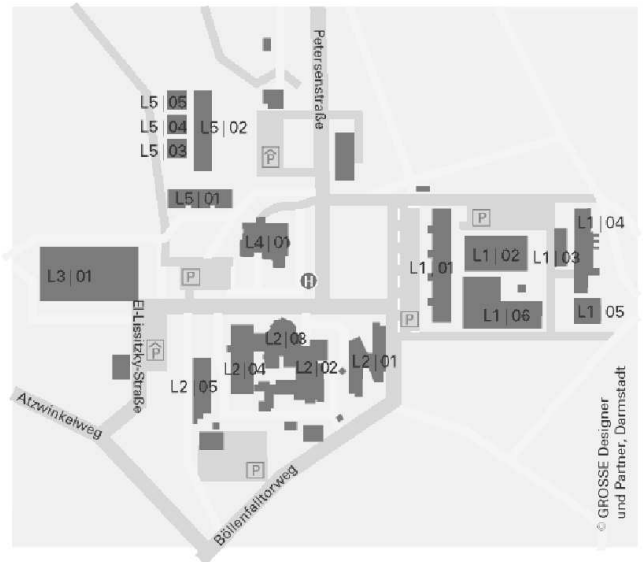 Petersenstraße
L5 | 05
L5 | 04
L5 | 02
L5 | 03
P
L5 | 01
L4 | 01
P
L1 | 04
L1 | 02
L1 | 03
L1 | 01
L3 | 01
P
H
L1 | 05
L1 | 06
P
El-Lissitzky-Straße
P
L2 | 03
L2 | 01
L2 | 04
L2 | 02
L2 | 05
Atzwinkelweg
P
Böllenfalltorweg
© GROSSE Designer
und Partner, Darmstadt